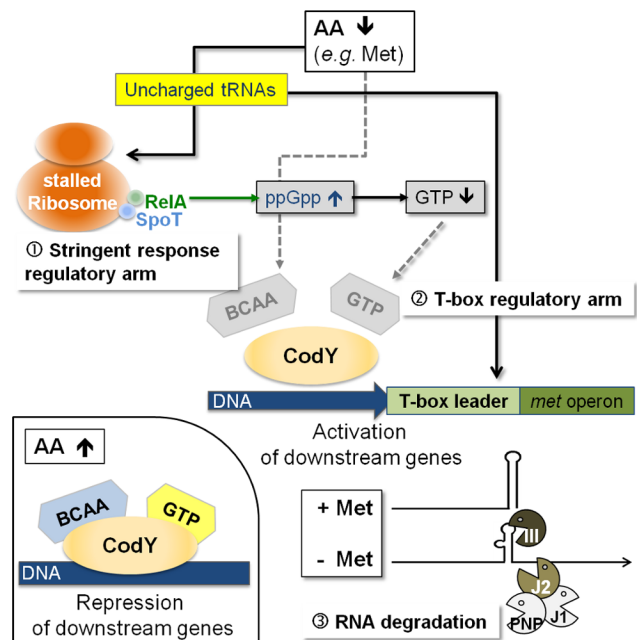 AA ↓
(e.g. Met)
Uncharged tRNAs
stalled
Ribosome
RelA
SpoT
ppGpp ↑
GTP ↓
① Stringent response
regulatory arm
② T-box regulatory arm
BCAA
GTP
CodY
DNA
T-box leader
met operon
Activation
of downstream genes
AA ↑
BCAA
GTP
CodY
DNA
Repression
of downstream genes
+ Met
- Met
III
J2
PNP
J1
③ RNA degradation